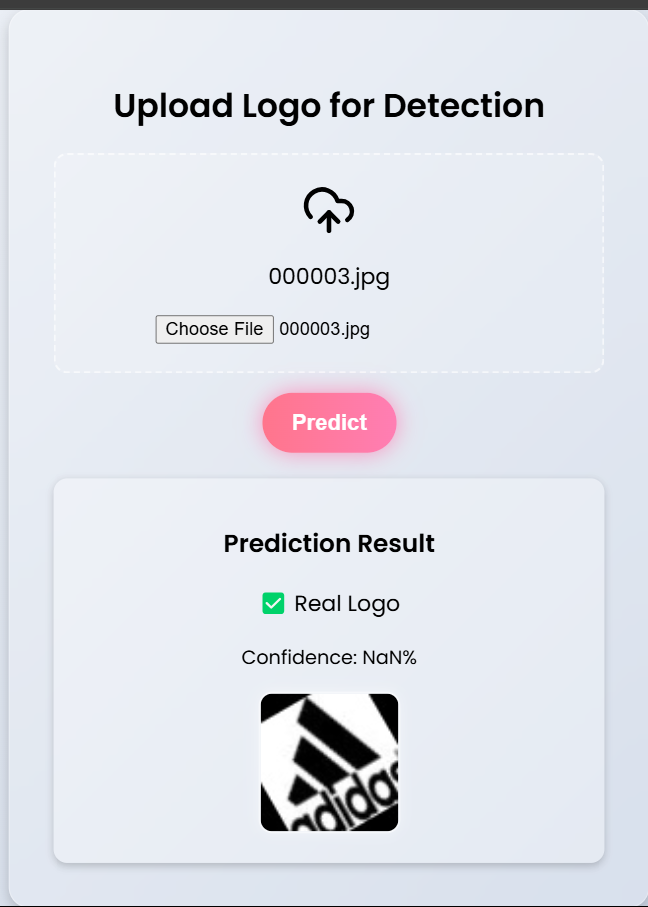 Upload Logo for Detection
000003.jpg
Choose File 000003.jpg
Predict
Prediction Result
Real Logo
Confidence: NaN%
adidas